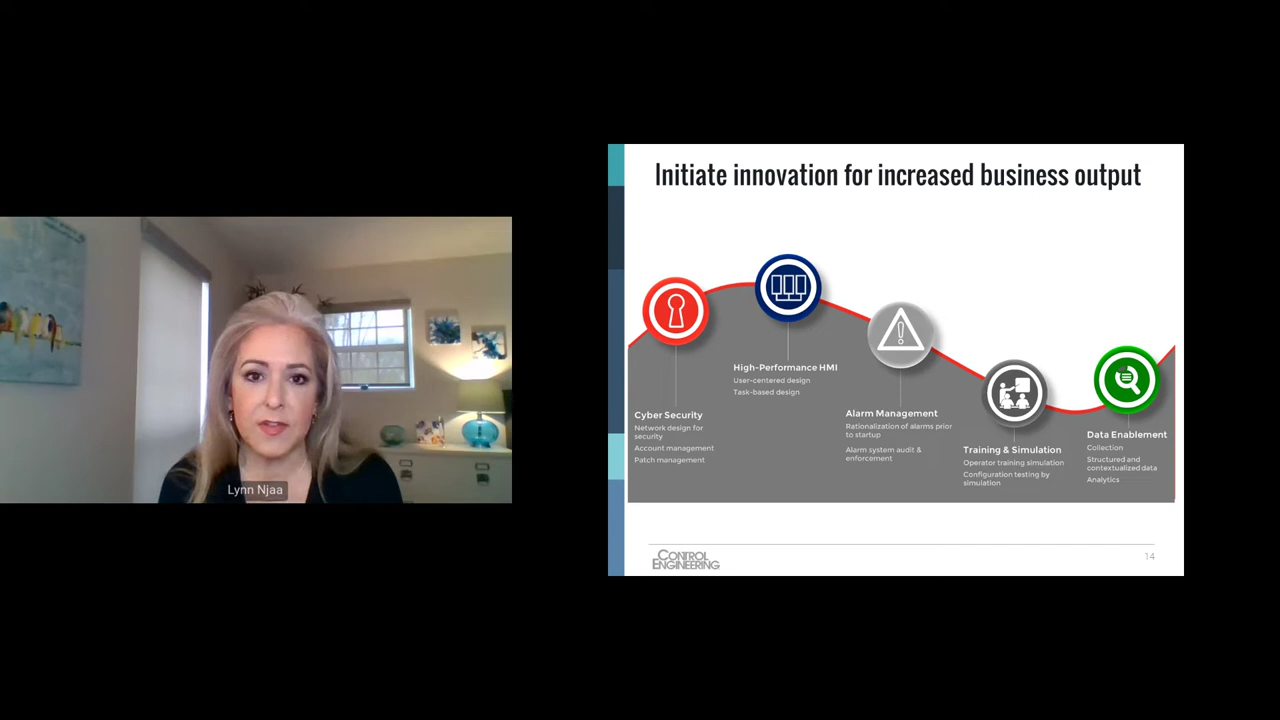 Lynn Njaa
Initiate innovation for increased business output
Cyber Security
Network design for
security
Account management
Patch management
High-Performance HMI
User-centered design
Task-based design
Alarm Management
Rationalization of alarms prior
to startup
Alarm system audit &
enforcement
Training & Simulation
Operator training simulation
Configuration testing by
simulation
Data Enablement
Collection
Structured and
contextualized data
Analytics
CONTROL
ENGINEERING
14